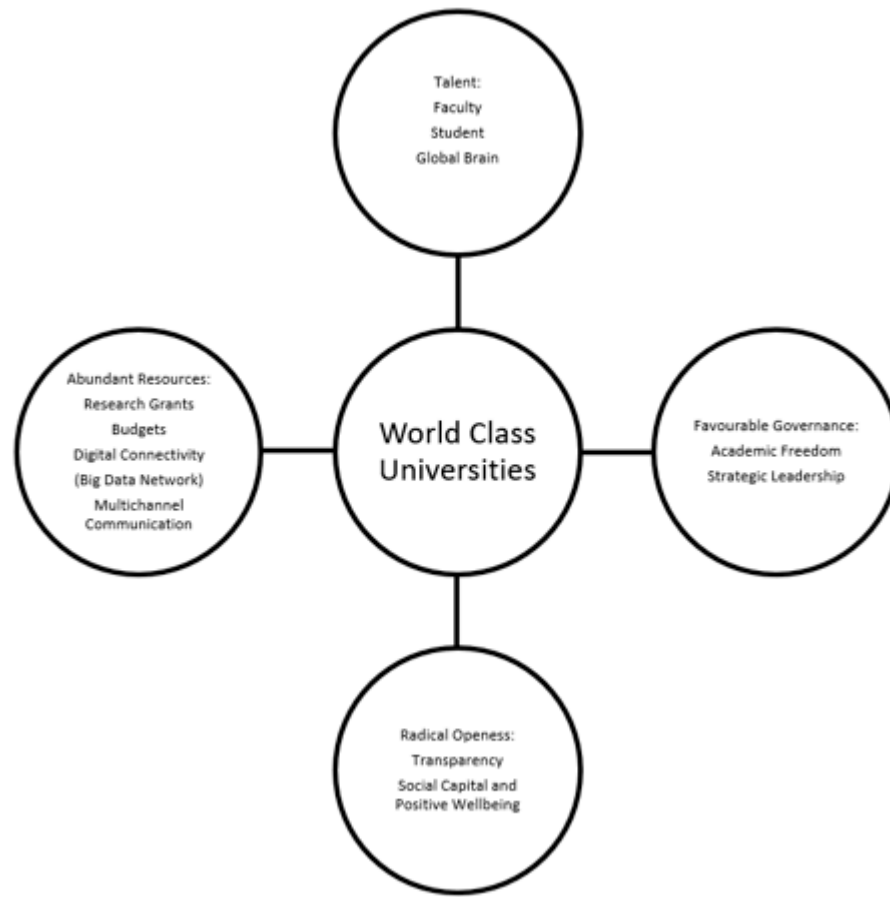 Talent:
Faculty
Student
Global Brain
Abundant Resources:
Research Grants
Budgets
Digital Connectivity
(Big Data Network)
Multichannel
Communication
World Class
Universities
Favourable Governance:
Academic Freedom
Strategic Leadership
Radical Openess:
Transparency
Social Capital and
Positive Wellbeing